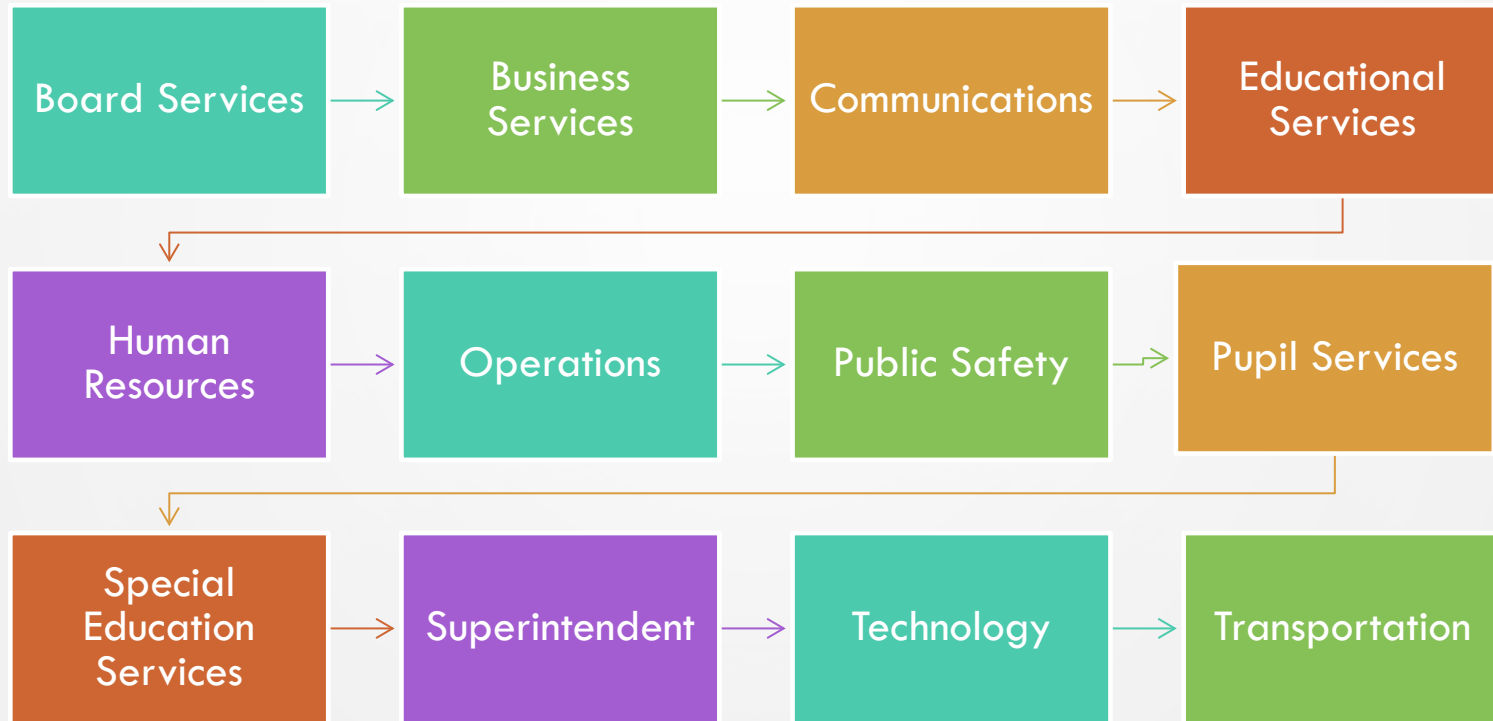 Board Services
Business
Services
Communications
Educational
Services
Human
Resources
Operations
Public Safety
Pupil Services
Special
Education
Services
Superintendent
Technology
Transportation